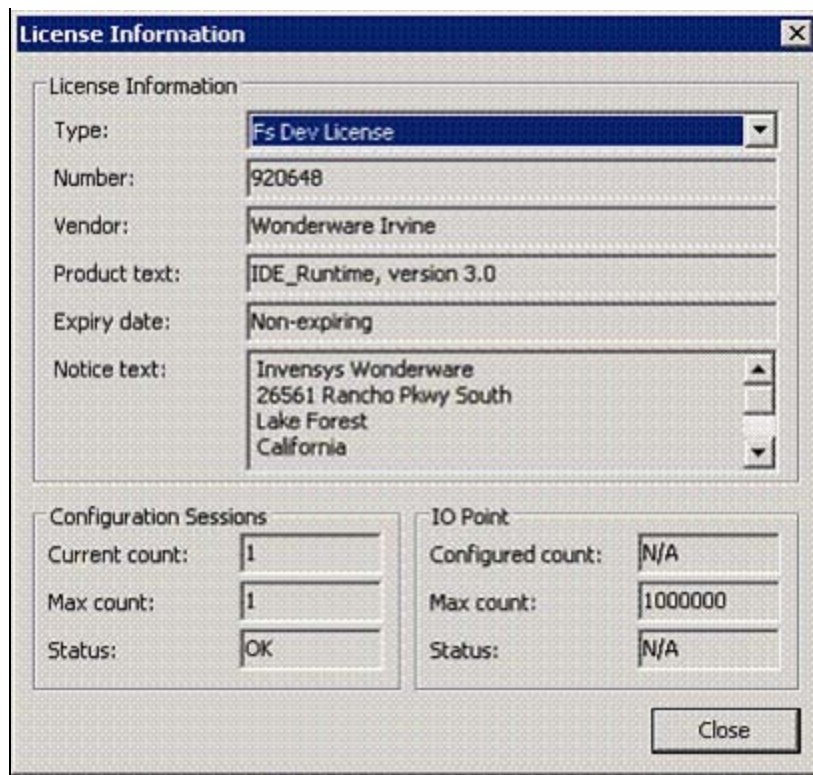 License Information
License Information
Type: Fs Dev License
Number: 920648
Vendor: Wonderware Irvine
Product text: IDE_Runtime, version 3.0
Expiry date: Non-expiring
Notice text: Invensys Wonderware
26561 Rancho Pkwy South
Lake Forest
California
Configuration Sessions
Current count: 1
Max count: 1
Status: OK
IO Point
Configured count: N/A
Max count: 1000000
Status: N/A
Close